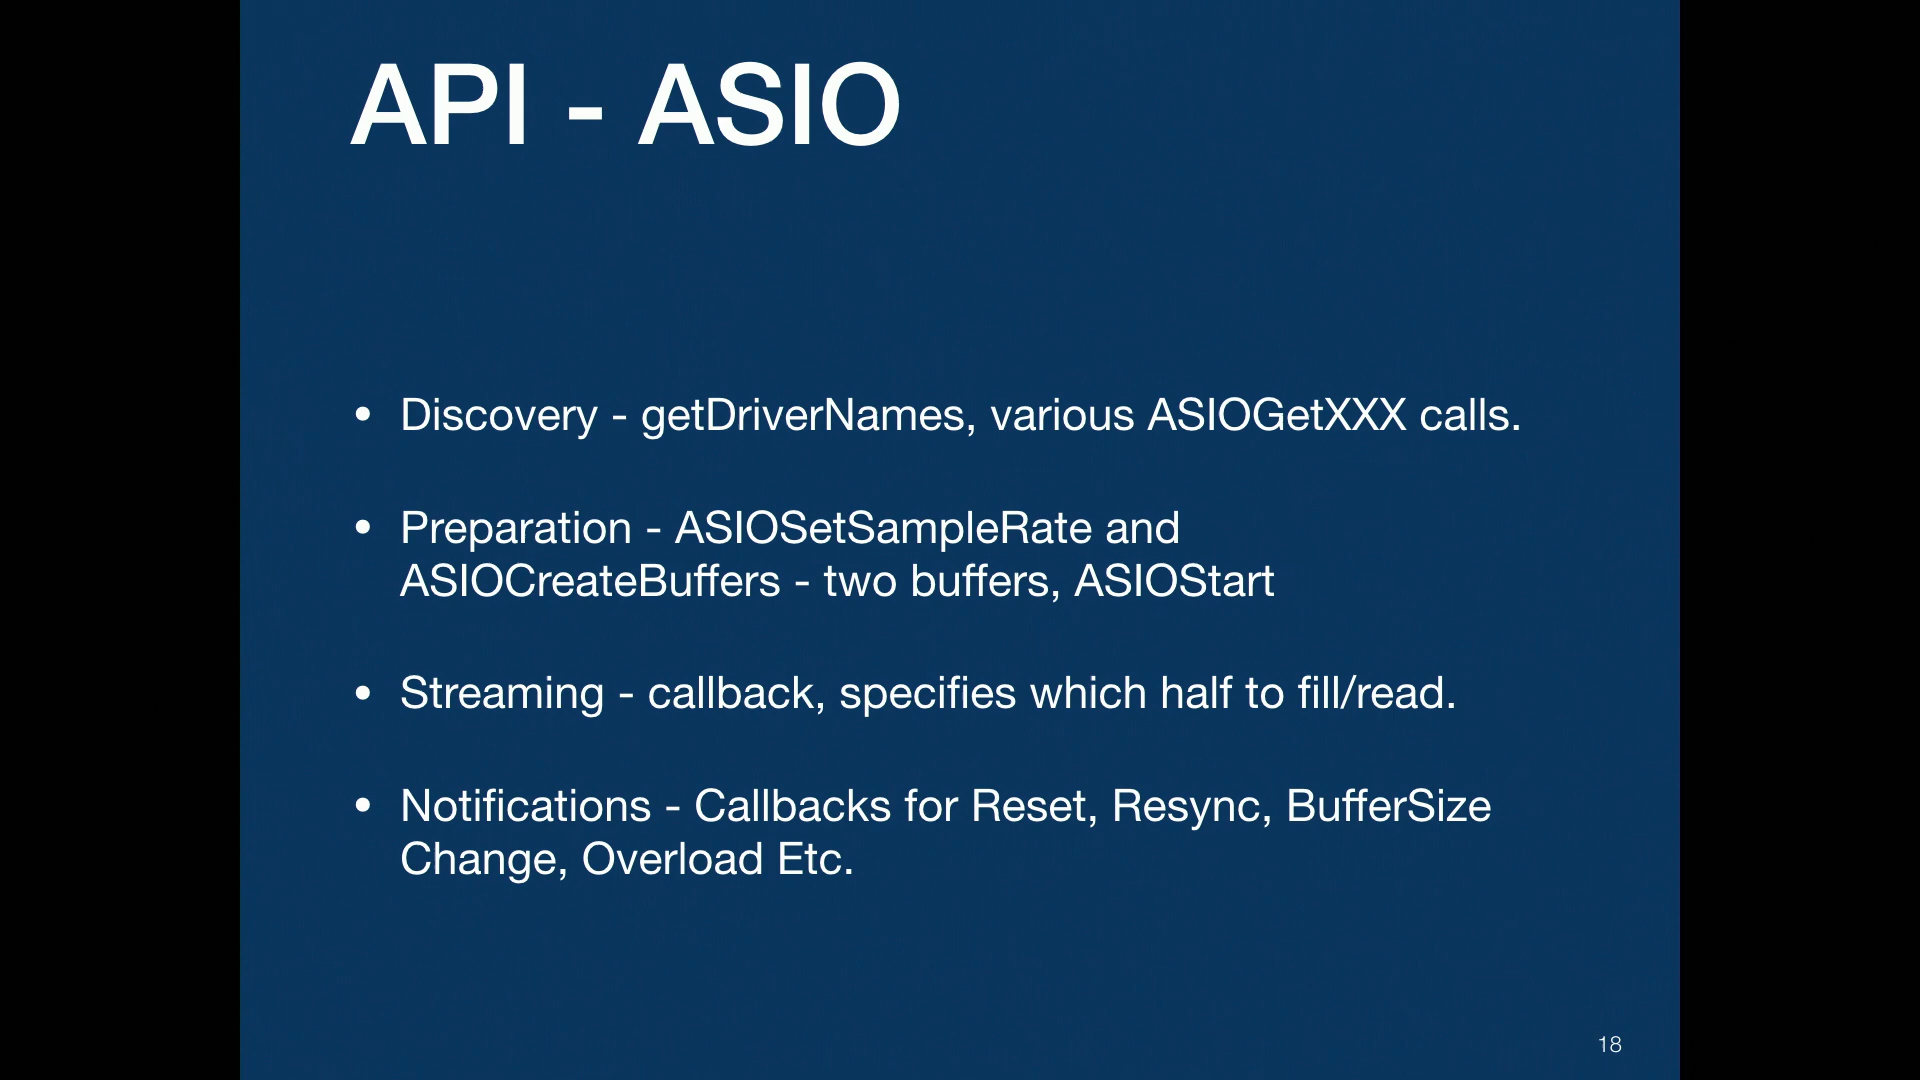 API - ASIO
• Discovery - getDriverNames, various ASIOGetXXX calls.
• Preparation - ASIOSetSampleRate and
ASIOCreateBuffers - two buffers, ASIOStart
• Streaming - callback, specifies which half to fill/read.
• Notifications - Callbacks for Reset, Resync, BufferSize
Change, Overload Etc.
18